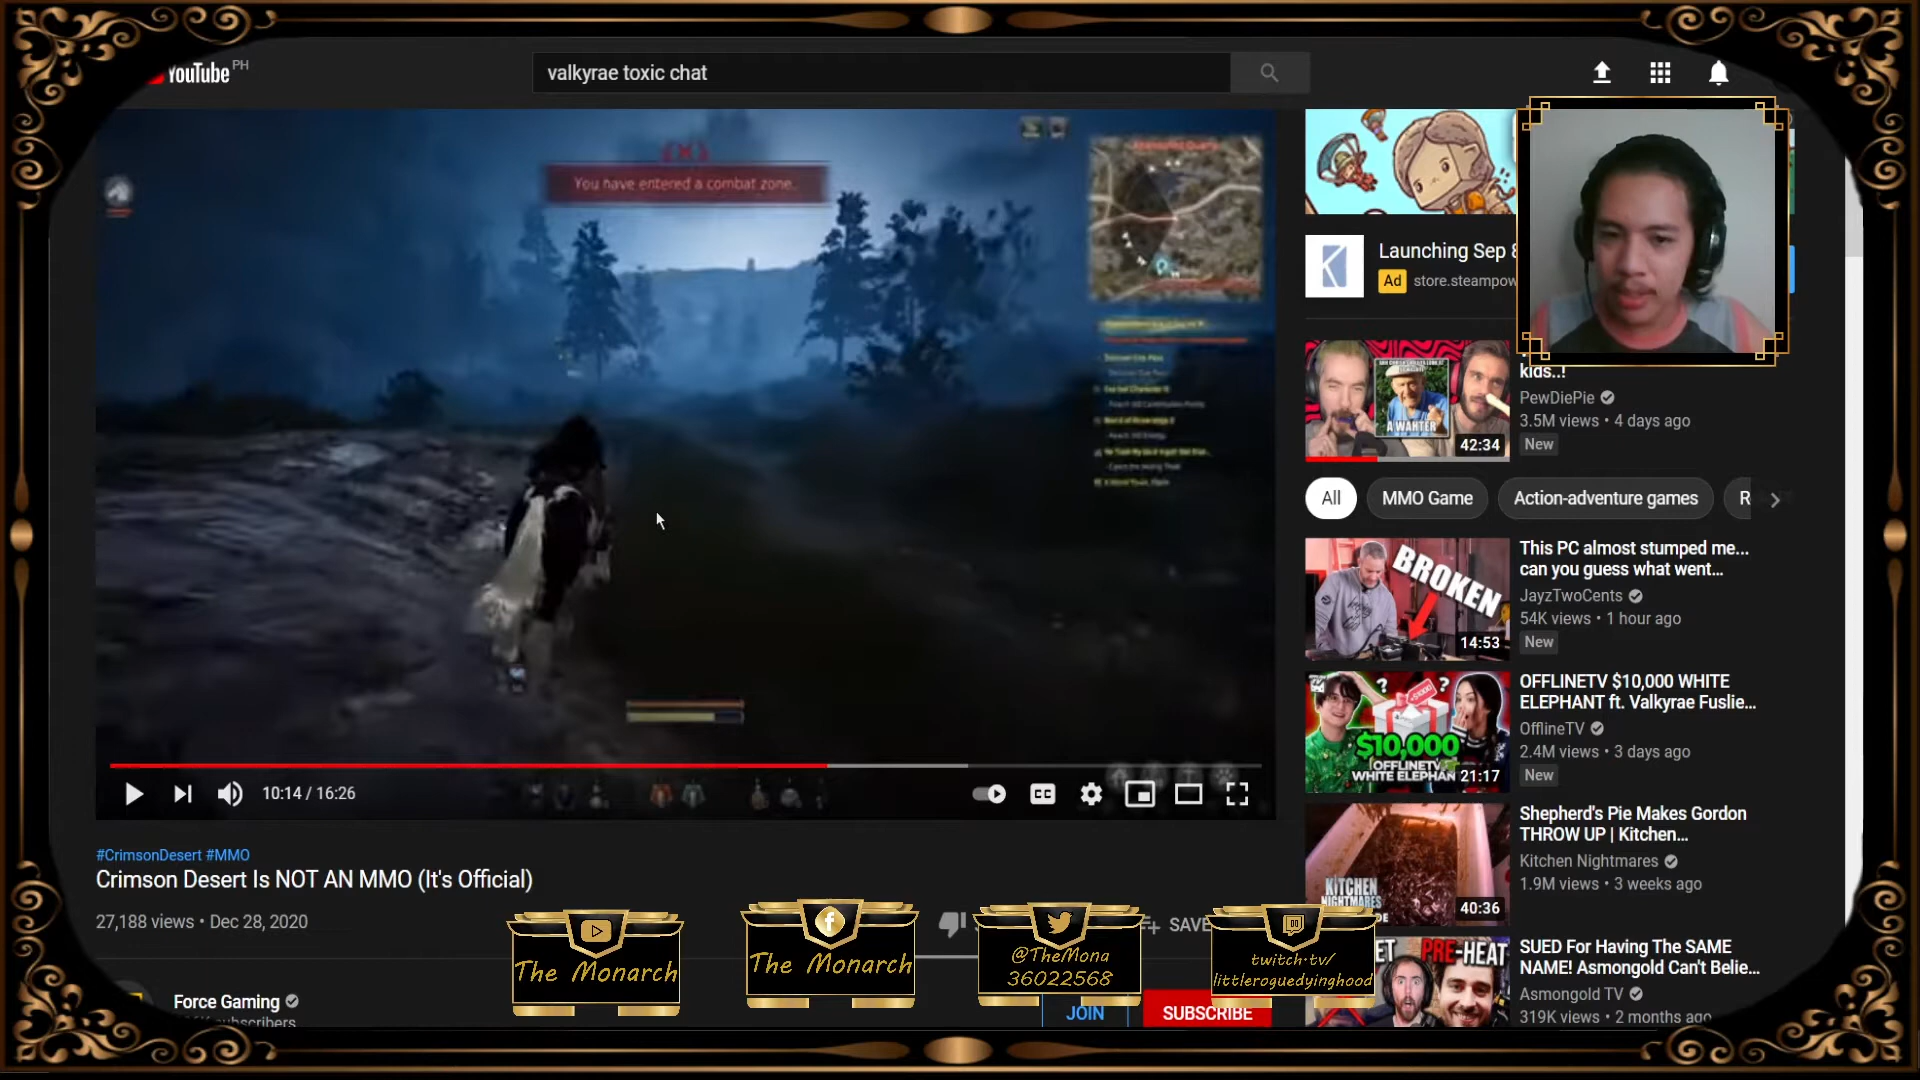 YouTube PH
valkyrae toxic chat
You have entered a combat zone.
Launching Sep 8
Ad store.steampow
kids..!
PewDiePie
3.5M views • 4 days ago
New
A WAHTER
42:34
All
MMO Game
Action-adventure games
R
This PC almost stumped me...
can you guess what went...
JayzTwoCents
54K views • 1 hour ago
New
BROKEN
14:53
OFFLINETV $10,000 WHITE
ELEPHANT ft. Valkyrae Fuslie...
OfflineTV
2.4M views • 3 days ago
New
$10,000
OFFLINETV
WHITE ELEPHAN
21:17
Shepherd's Pie Makes Gordon
THROW UP | Kitchen...
Kitchen Nightmares
1.9M views • 3 weeks ago
KITCHEN
NIGHTMARES
40:36
SUED For Having The SAME
NAME! Asmongold Can't Belie...
Asmongold TV
319K views • 2 months ago
PRE-HEAT
10:14 / 16:26
CC
#CrimsonDesert #MMO
Crimson Desert Is NOT AN MMO (It's Official)
27,188 views • Dec 28, 2020
SAVE
The Monarch
The Monarch
@TheMona
36022568
twitch.tv/
littleroguedyinghood
Force Gaming
subscribers
JOIN
SUBSCRIBE